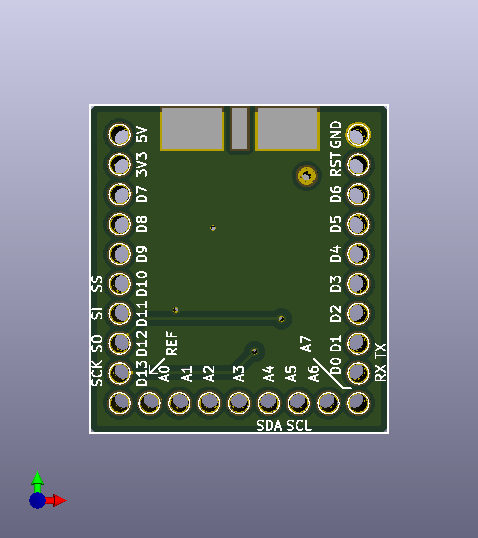 5V
GND
3V3
RST
D7
D6
D8
D5
D9
D4
SS
D10
D3
SI
D11
D2
SO
D12
REF
A7
D1
TX
SCK
D13
A0
A1
A2
A3
A4
A5
A6
D0
RX
SDA SCL